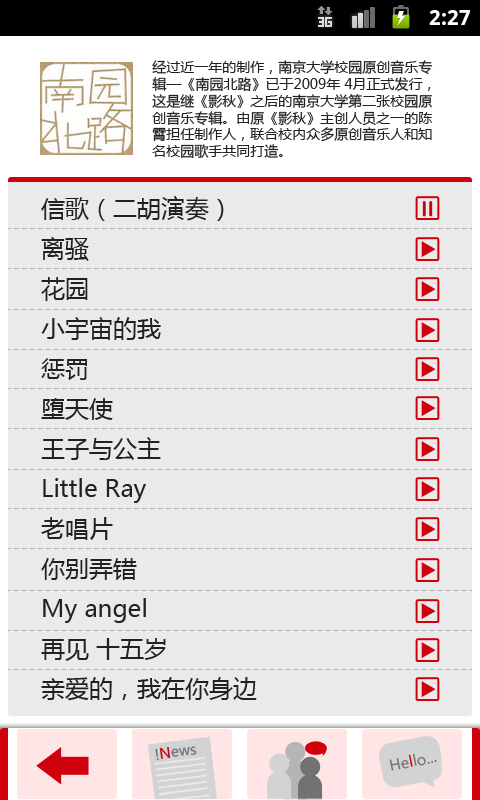 3G 2:27
南园
北路
经过近一年的制作，南京大学校园原创音乐专
辑—《南园北路》已于2009年 4月正式发行，
这是继《影秋》之后的南京大学第二张校园原
创音乐专辑。由原《影秋》主创人员之一的陈
霄担任制作人，联合校内众多原创音乐人和知
名校园歌手共同打造。
信歌（二胡演奏）
离骚
花园
小宇宙的我
惩罚
堕天使
王子与公主
Little Ray
老唱片
你别弄错
My angel
再见 十五岁
亲爱的，我在你身边
!News
Hello...